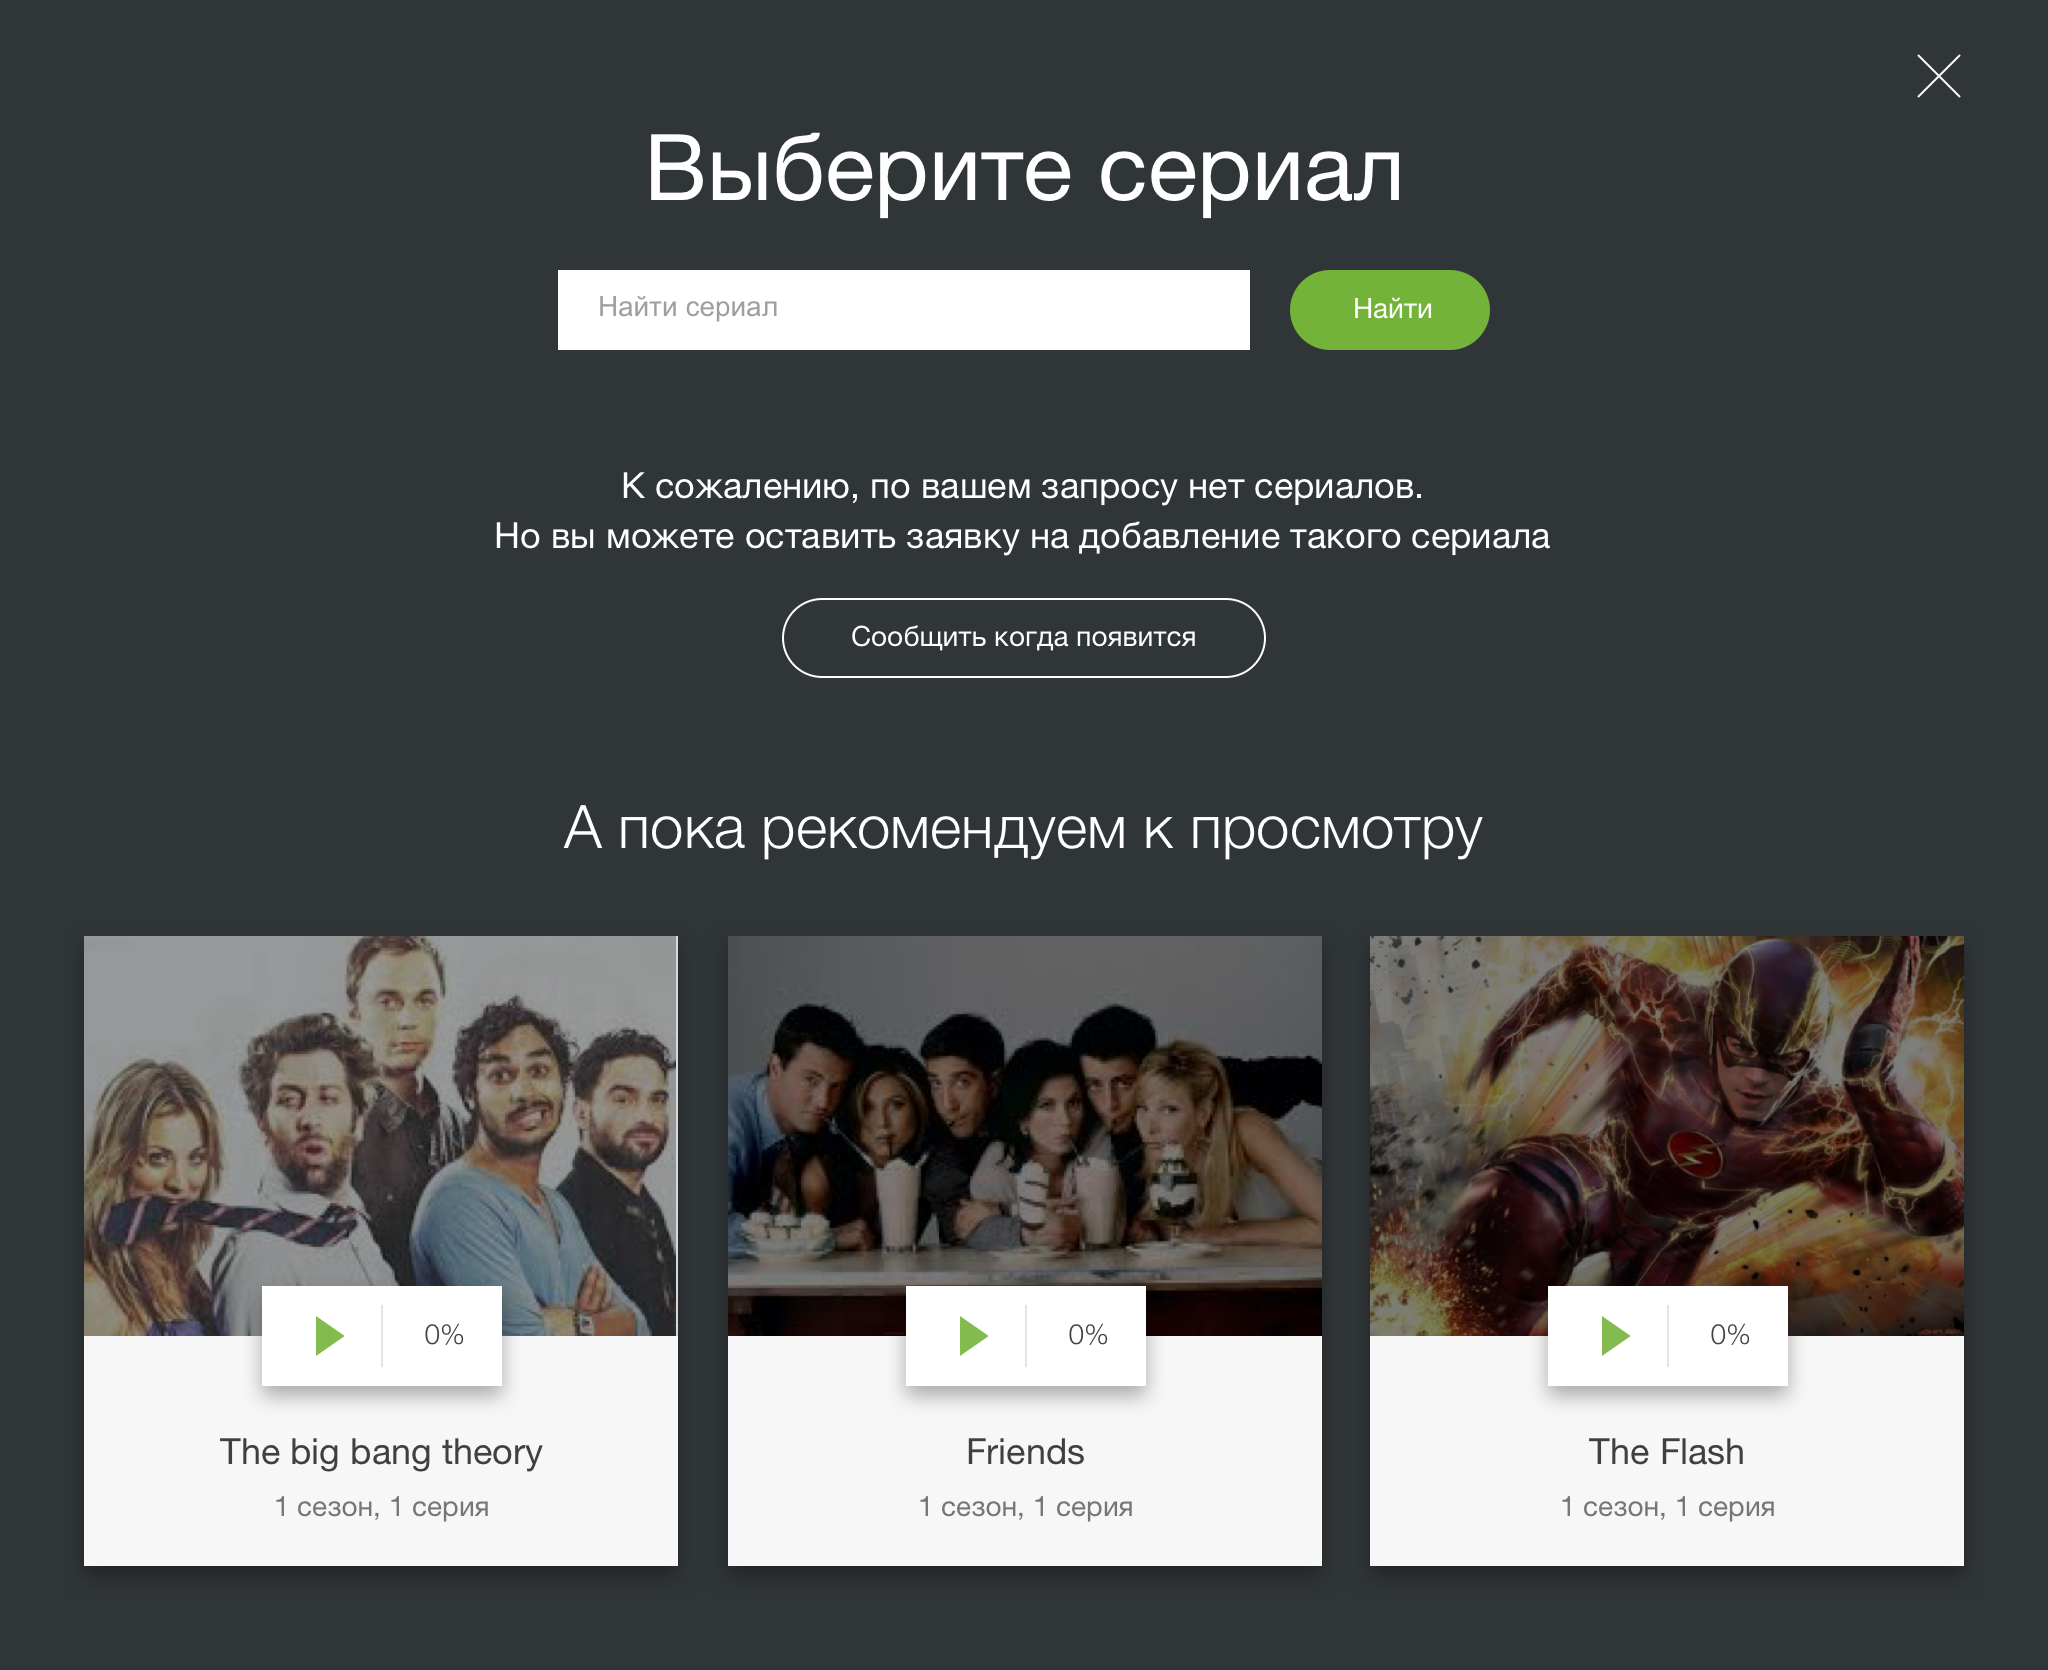 Выберите сериал
Найти сериал
Найти
К сожалению, по вашем запросу нет сериалов.
Но вы можете оставить заявку на добавление такого сериала
Сообщить когда появится
А пока рекомендуем к просмотру
0%
0%
0%
The big bang theory
Friends
The Flash
1 сезон, 1 серия
1 сезон, 1 серия
1 сезон, 1 серия